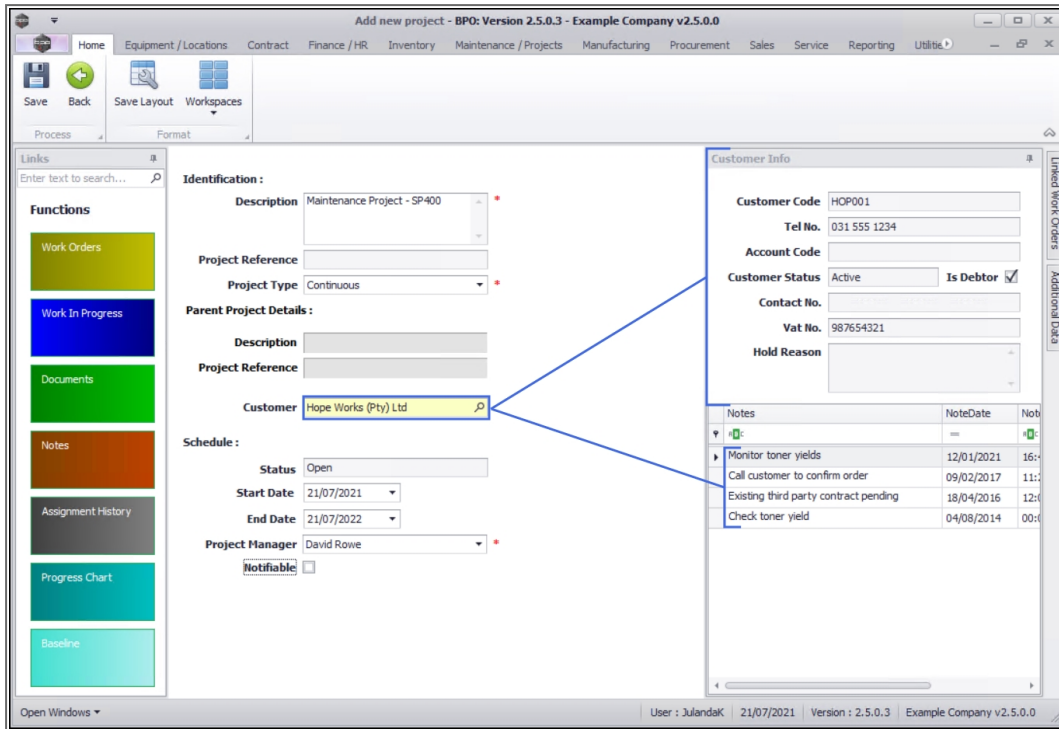 Add new project - BPO: Version 2.5.0.3 - Example Company v2.5.0.0
Home Equipment / Locations Contract Finance / HR Inventory Maintenance / Projects Manufacturing Procurement Sales Service Reporting Utilitie
Save Back Save Layout Workspaces
Process Format
Links
Enter text to search...
Functions
Work Orders
Work In Progress
Documents
Notes
Assignment History
Progress Chart
Baseline
Identification :
Description Maintenance Project - SP400 *
Project Reference
Project Type Continuous *
Parent Project Details :
Description
Project Reference
Customer Hope Works (Pty) Ltd
Schedule :
Status Open
Start Date 21/07/2021
End Date 21/07/2022
Project Manager David Rowe *
Notifiable
Customer Info
Customer Code HOP001
Tel No. 031 555 1234
Account Code
Customer Status Active Is Debtor
Contact No.
Vat No. 987654321
Hold Reason
Notes NoteDate Not
=
Monitor toner yields 12/01/2021 16:
Call customer to confirm order 09/02/2017 11:
Existing third party contract pending 18/04/2016 12:
Check toner yield 04/08/2014 00:
Linked Work Orders
Additional Data
Open Windows User : JulandaK 21/07/2021 Version : 2.5.0.3 Example Company v2.5.0.0